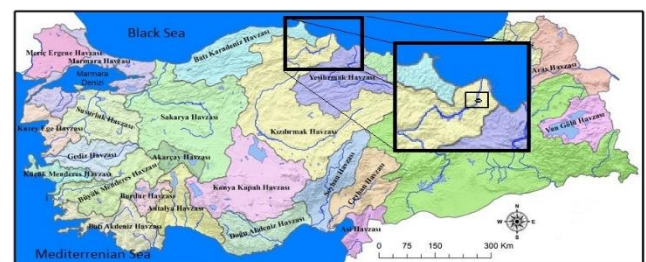 Black Sea
Meriç Ergene Havzası
Marmara Havzası
Marmara Denizi
Batı Karadeniz Havzası
Yeşilırmak Havzası
Aras Havzası
Susurluk Havzası
Sakarya Havzası
Kuzey Ege Havzası
Kızılırmak Havzası
Van Gölü Havzası
Gediz Havzası
Akarçay Havzası
Küçük Menderes Havzası
Büyük Menderes Havzası
Konya Kapalı Havzası
Seyhan Havzası
Ceyhan Havzası
Burdur Havzası
Antalya Havzası
Batı Akdeniz Havzası
Doğu Akdeniz Havzası
Asi Havzası
Mediterrenian Sea
N
W
E
S
0 75 150 300 Km